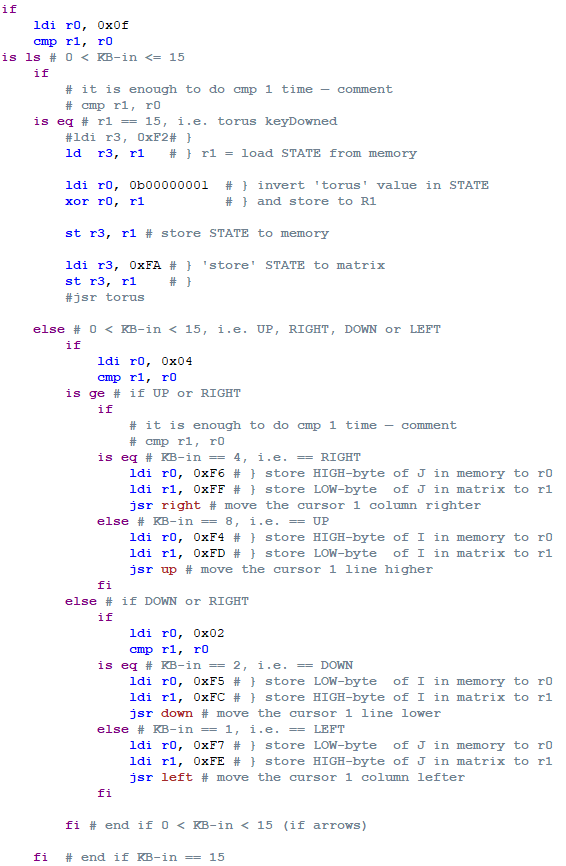 if
    ldi r0, 0x0f
    cmp r1, r0
is ls # 0 < KB-in <= 15
    if
        # it is enough to do cmp 1 time — comment
        # cmp r1, r0
    is eq # r1 == 15, i.e. torus keyDowned
        #ldi r3, 0xF2# }
        ld  r3, r1   # } r1 = load STATE from memory

        ldi r0, 0b00000001  # } invert 'torus' value in STATE
        xor r0, r1          # } and store to R1

        st r3, r1 # store STATE to memory

        ldi r3, 0xFA # } 'store' STATE to matrix
        st r3, r1    # }
        #jsr torus

    else # 0 < KB-in < 15, i.e. UP, RIGHT, DOWN or LEFT
        if
            ldi r0, 0x04
            cmp r1, r0
        is ge # if UP or RIGHT
            if
                # it is enough to do cmp 1 time — comment
                # cmp r1, r0
            is eq # KB-in == 4, i.e. == RIGHT
                ldi r0, 0xF6 # } store HIGH-byte of J in memory to r0
                ldi r1, 0xFF # } store LOW-byte  of J in matrix to r1
                jsr right # move the cursor 1 column righter
            else # KB-in == 8, i.e. == UP
                ldi r0, 0xF4 # } store HIGH-byte of I in memory to r0
                ldi r1, 0xFD # } store LOW-byte  of I in matrix to r1
                jsr up # move the cursor 1 line higher
            fi
        else # if DOWN or RIGHT
            if
                ldi r0, 0x02
                cmp r1, r0
            is eq # KB-in == 2, i.e. == DOWN
                ldi r0, 0xF5 # } store LOW-byte  of I in memory to r0
                ldi r1, 0xFC # } store HIGH-byte of I in matrix to r1
                jsr down # move the cursor 1 line lower
            else # KB-in == 1, i.e. == LEFT
                ldi r0, 0xF7 # } store LOW-byte  of J in memory to r0
                ldi r1, 0xFE # } store HIGH-byte of J in matrix to r1
                jsr left # move the cursor 1 column lefter
            fi

        fi # end if 0 < KB-in < 15 (if arrows)

    fi  # end if KB-in == 15